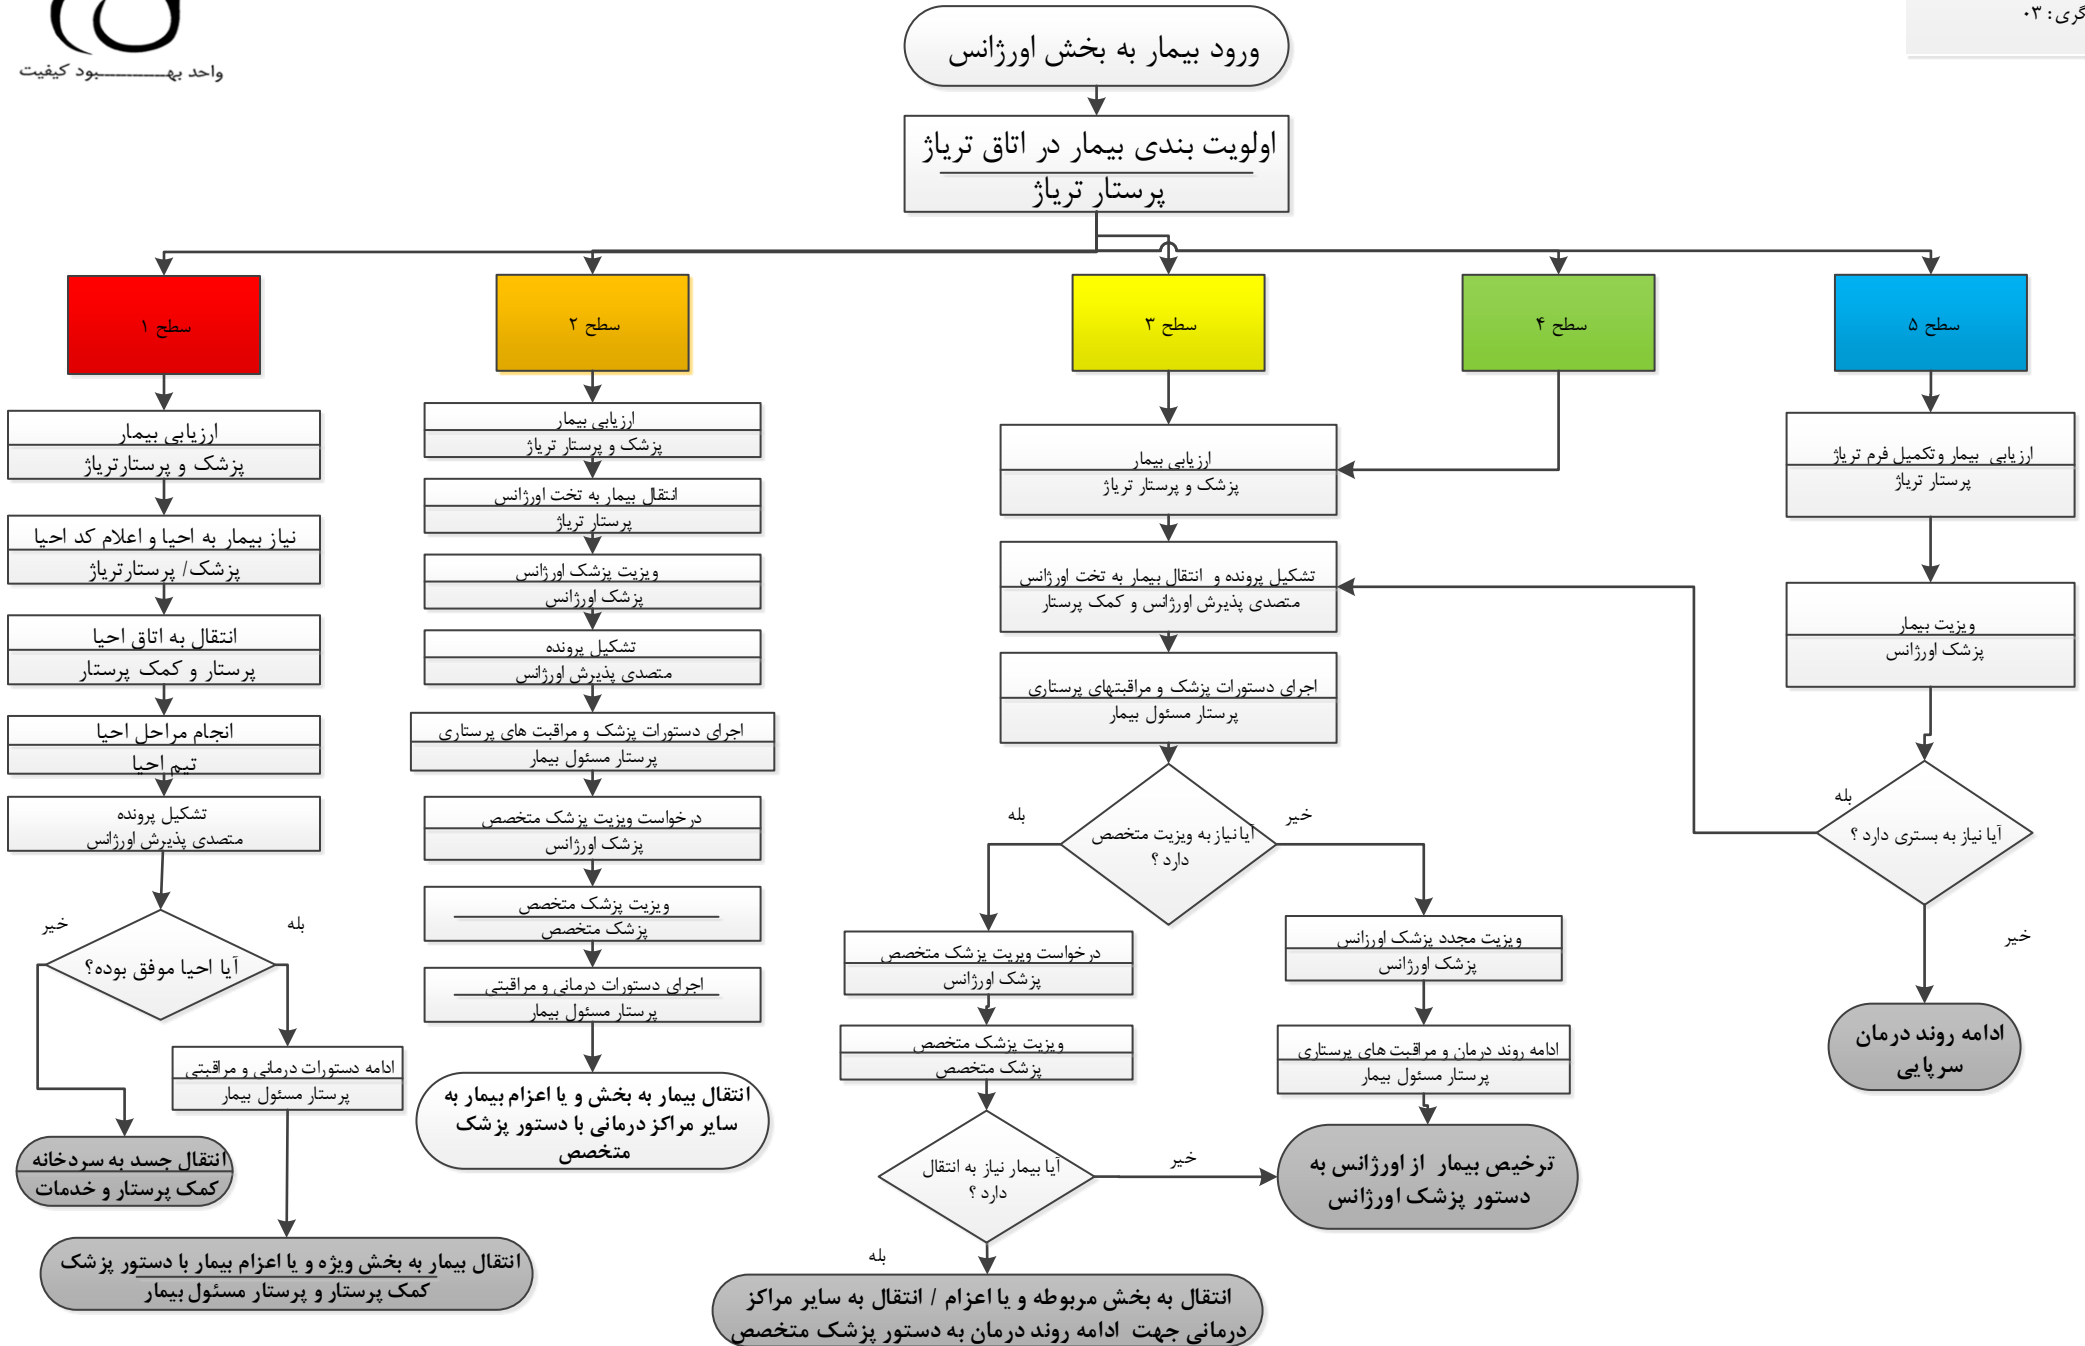 واحد بهبود کیفیت
گری: ۰۳
ورود بیمار به بخش اورژانس
اولویت بندی بیمار در اتاق تریاژ
پرستار تریاژ
سطح ۱
سطح ۲
سطح ۳
سطح ۴
سطح ۵
ارزیابی بیمار
پزشک و پرستارتریاژ
نیاز بیمار به احیا و اعلام کد احیا
پزشک/ پرستارتریاژ
انتقال به اتاق احیا
پرستار و کمک پرستار
انجام مراحل احیا
تیم احیا
تشکیل پرونده
متصدی پذیرش اورژانس
خیر
بله
آیا احیا موفق بوده؟
ادامه دستورات درمانی و مراقبتی
پرستار مسئول بیمار
انتقال جسد به سردخانه
کمک پرستار و خدمات
انتقال بیمار به بخش ویژه و یا اعزام بیمار با دستور پزشک
کمک پرستار و پرستار مسئول بیمار
ارزیابی بیمار
پزشک و پرستار تریاژ
انتقال بیمار به تخت اورژانس
پرستار تریاژ
ویزیت پزشک اورژانس
پزشک اورژانس
تشکیل پرونده
متصدی پذیرش اورژانس
اجرای دستورات پزشک و مراقبت های پرستاری
پرستار مسئول بیمار
درخواست ویزیت پزشک متخصص
پزشک اورژانس
ویزیت پزشک متخصص
پزشک متخصص
اجرای دستورات درمانی و مراقبتی
پرستار مسئول بیمار
انتقال بیمار به بخش و یا اعزام بیمار به
سایر مراکز درمانی با دستور پزشک
متخصص
ارزیابی بیمار
پزشک و پرستار تریاژ
تشکیل پرونده و انتقال بیمار به تخت اورژانس
متصدی پذیرش اورژانس و کمک پرستار
اجرای دستورات پزشک و مراقبتهای پرستاری
پرستار مسئول بیمار
بله
خیر
آیا نیاز به ویزیت متخصص
دارد ؟
درخواست ویریت پزشک متخصص
پزشک اورژانس
ویزیت پزشک متخصص
پزشک متخصص
آیا بیمار نیاز به انتقال
دارد ؟
خیر
بله
انتقال به بخش مربوطه و یا اعزام / انتقال به سایر مراکز
درمانی جهت ادامه روند درمان به دستور پزشک متخصص
ویزیت مجدد پزشک اورزانس
پزشک اورژانس
ادامه روند درمان و مراقبت های پرستاری
پرستار مسئول بیمار
ترخیص بیمار از اورژانس به
دستور پزشک اورژانس
ارزیابی بیمار وتکمیل فرم تریاژ
پرستار تریاژ
ویزیت بیمار
پزشک اورژانس
بله
آیا نیاز به بستری دارد ؟
خیر
ادامه روند درمان
سرپایی